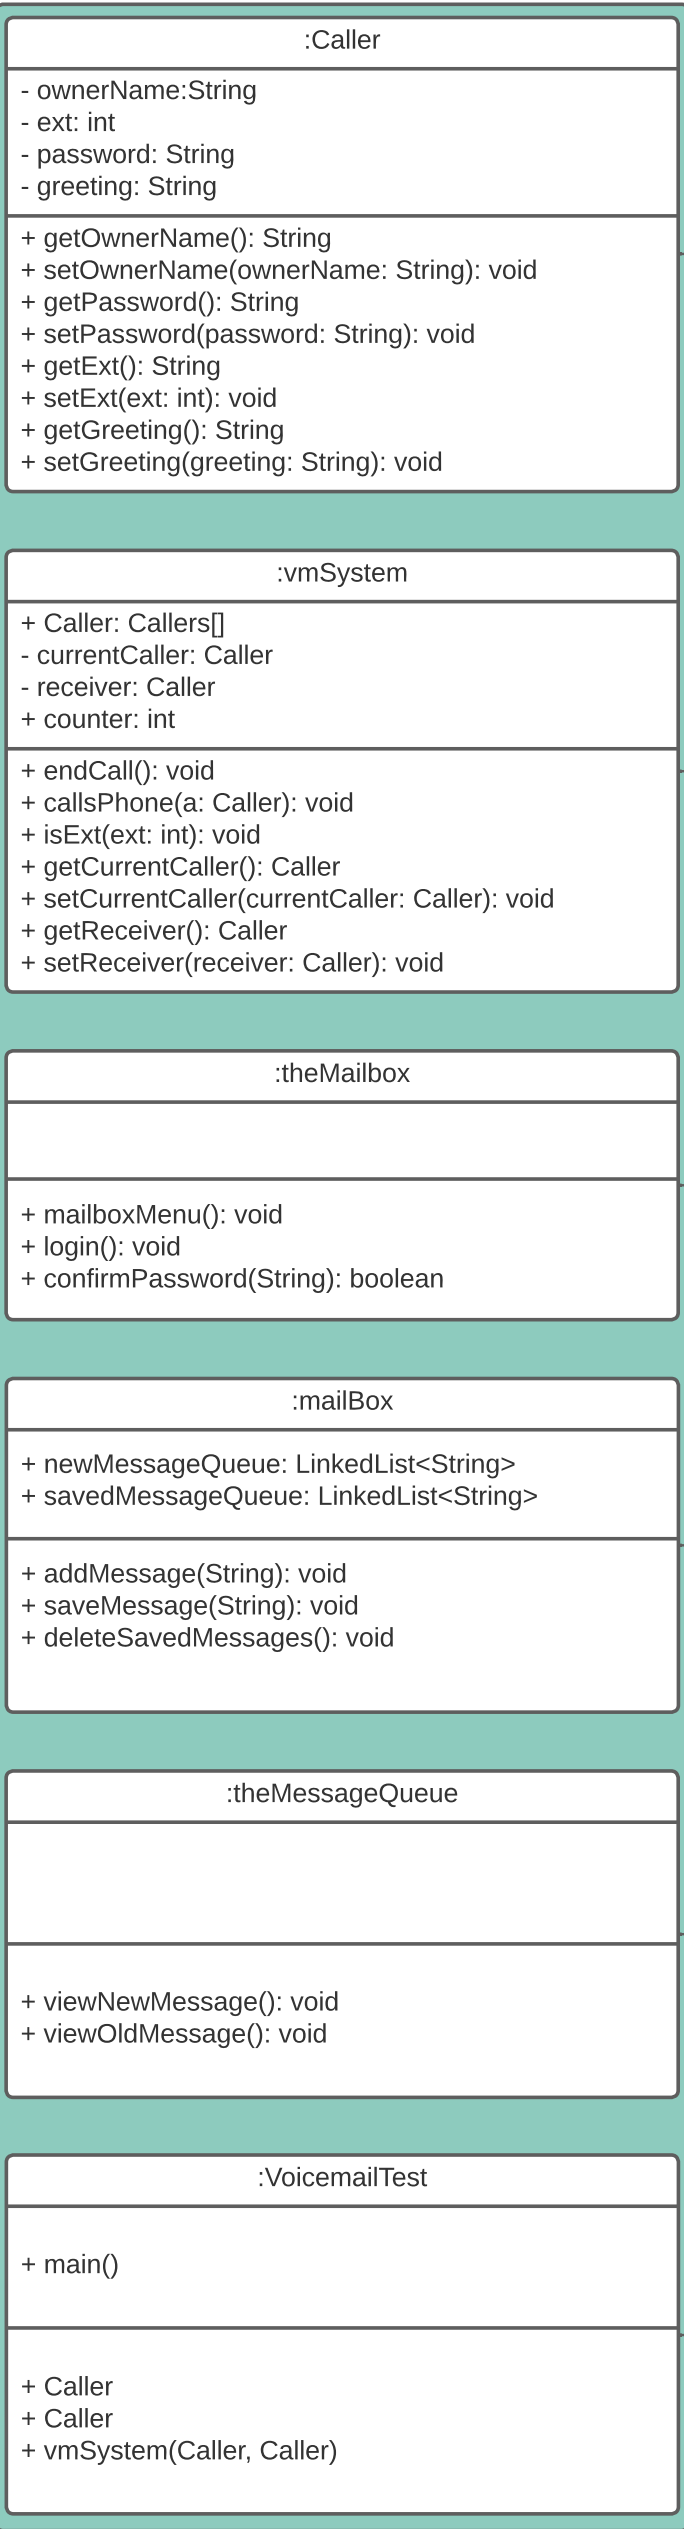 :Caller
- ownerName:String
- ext: int
- password: String
- greeting: String
+ getOwnerName(): String
+ setOwnerName(ownerName: String): void
+ getPassword(): String
+ setPassword(password: String): void
+ getExt(): String
+ setExt(ext: int): void
+ getGreeting(): String
+ setGreeting(greeting: String): void
:vmSystem
+ Caller: Callers[]
- currentCaller: Caller
- receiver: Caller
+ counter: int
+ endCall(): void
+ callsPhone(a: Caller): void
+ isExt(ext: int): void
+ getCurrentCaller(): Caller
+ setCurrentCaller(currentCaller: Caller): void
+ getReceiver(): Caller
+ setReceiver(receiver: Caller): void
:theMailbox
+ mailboxMenu(): void
+ login(): void
+ confirmPassword(String): boolean
:mailBox
+ newMessageQueue: LinkedList<String>
+ savedMessageQueue: LinkedList<String>
+ addMessage(String): void
+ saveMessage(String): void
+ deleteSavedMessages(): void
:theMessageQueue
+ viewNewMessage(): void
+ viewOldMessage(): void
:VoicemailTest
+ main()
+ Caller
+ Caller
+ vmSystem(Caller, Caller)